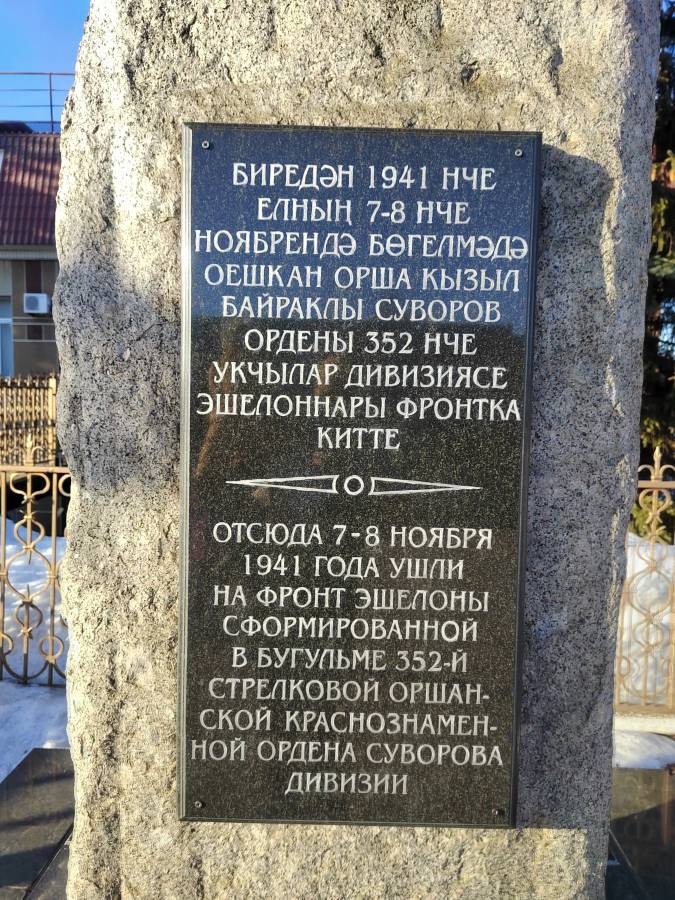 БИРЕДӘН 1941 НЧЕ
ЕЛНЫҢ 7-8 НЧЕ
НОЯБРЕНДӘ БӨГЕЛМӘДӘ
ОЕШКАН ОРША КЫЗЫЛ
БАЙРАКЛЫ СУВОРОВ
ОРДЕНЫ 352 НЧЕ
УКЧЫЛАР ДИВИЗИЯСЕ
ЭШЕЛОННАРЫ ФРОНТКА
КИТТЕ
ОТСЮДА 7-8 НОЯБРЯ
1941 ГОДА УШЛИ
НА ФРОНТ ЭШЕЛОНЫ
СФОРМИРОВАННОЙ
В БУГУЛЬМЕ 352-Й
СТРЕЛКОВОЙ ОРШАН-
СКОЙ КРАСНОЗНАМЕН-
НОЙ ОРДЕНА СУВОРОВА
ДИВИЗИИ